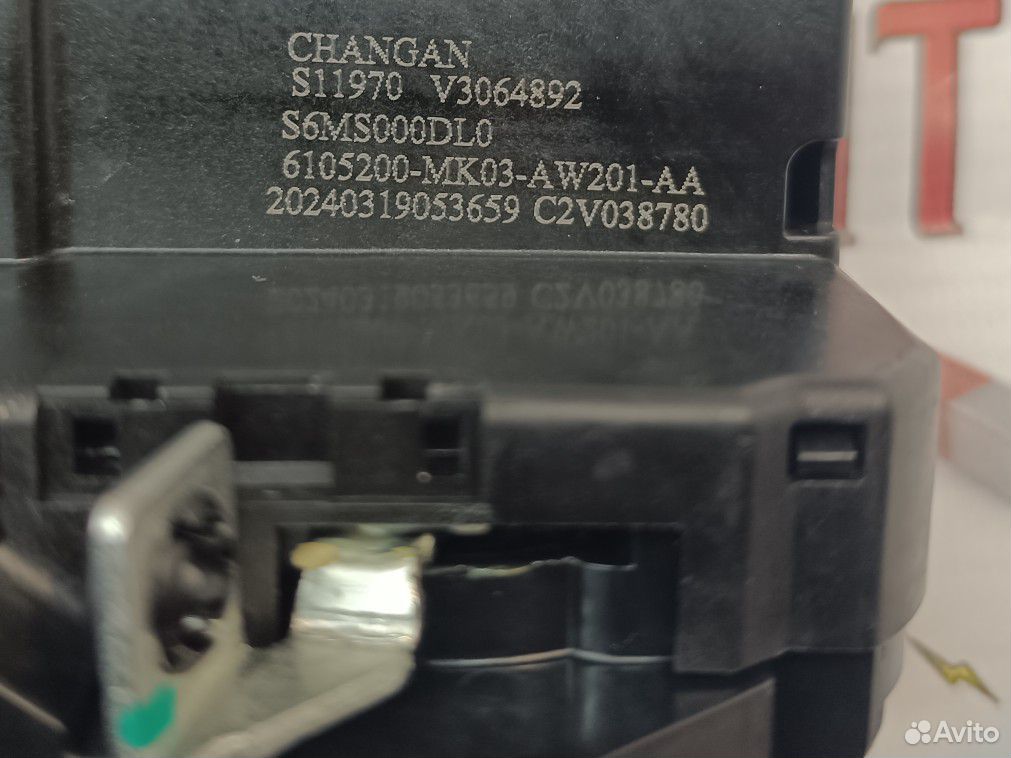 CHANGAN
S11970 V3064892
S6MS000DL0
6105200-MK03-AW201-AA
20240319053659 C2V038780
T
Avito